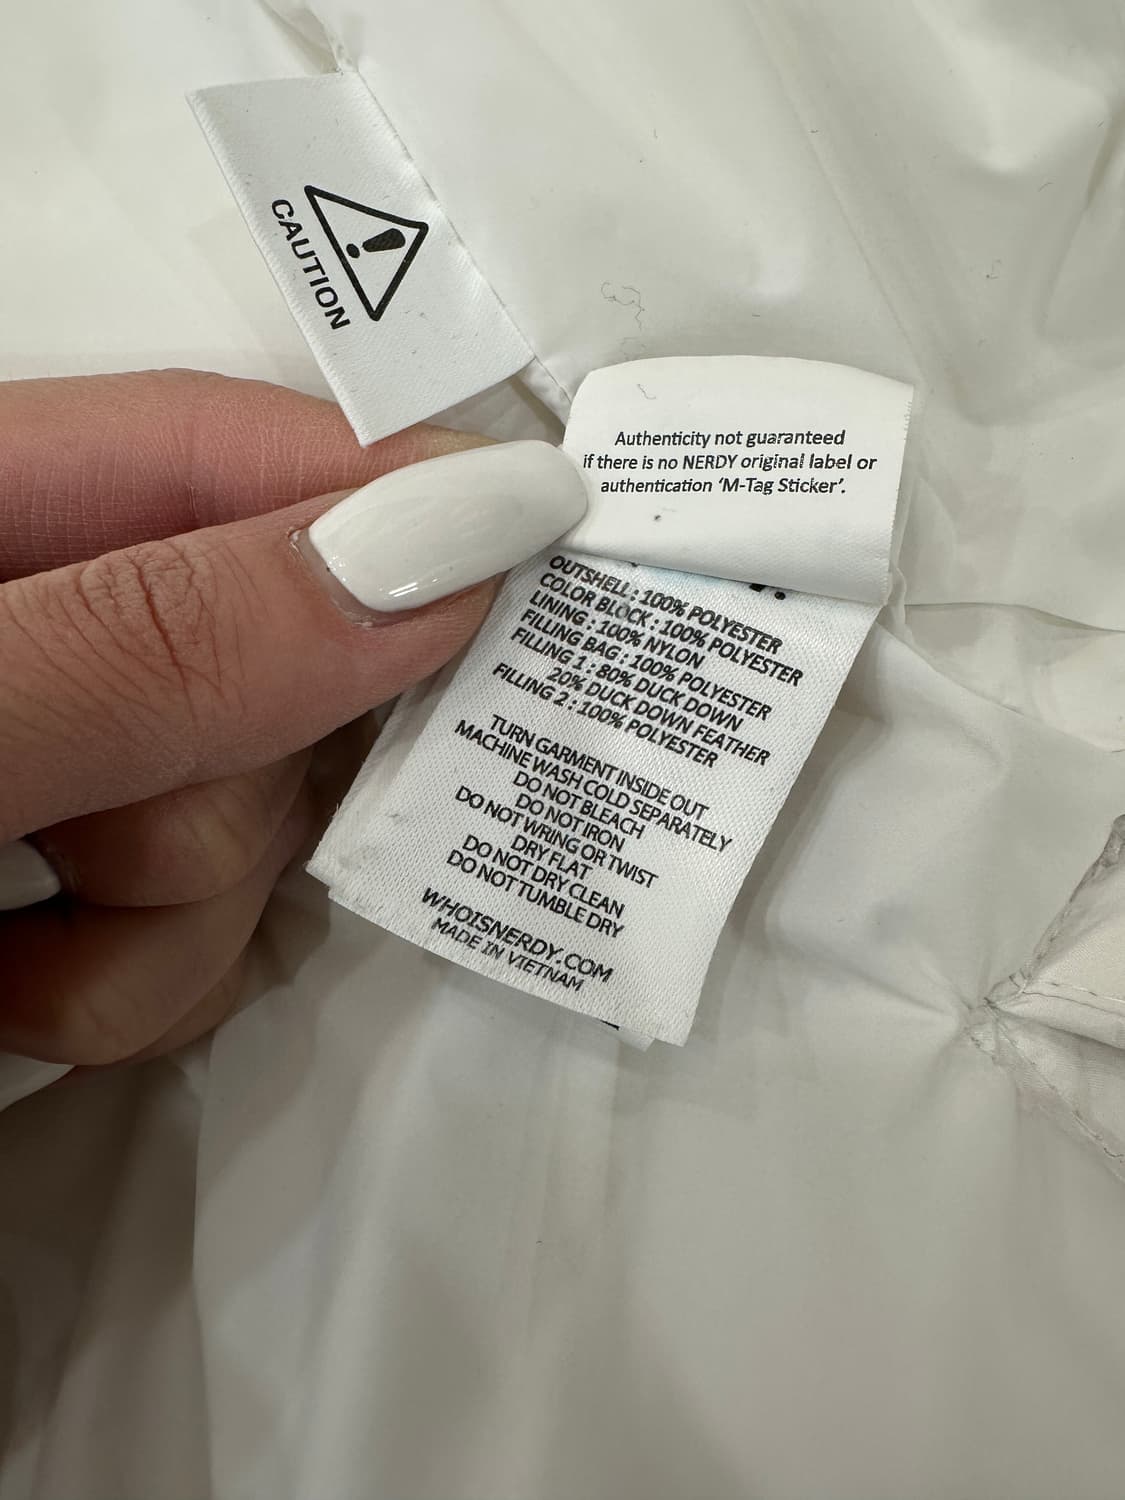 CAUTION
Authenticity not guaranteed
if there is no NERDY original label or
authentication ‘M-Tag Sticker’.
OUTSHELL : 100% POLYESTER
COLOR BLOCK : 100% POLYESTER
LINING : 100% NYLON
FILLING BAG : 100% POLYESTER
FILLING 1 : 80% DUCK DOWN
20% DUCK DOWN FEATHER
FILLING 2 : 100% POLYESTER
TURN GARMENT INSIDE OUT
MACHINE WASH COLD SEPARATELY
DO NOT BLEACH
DO NOT IRON
DO NOT WRING OR TWIST
DRY FLAT
DO NOT DRY CLEAN
DO NOT TUMBLE DRY
WHOISNERDY.COM
MADE IN VIETNAM